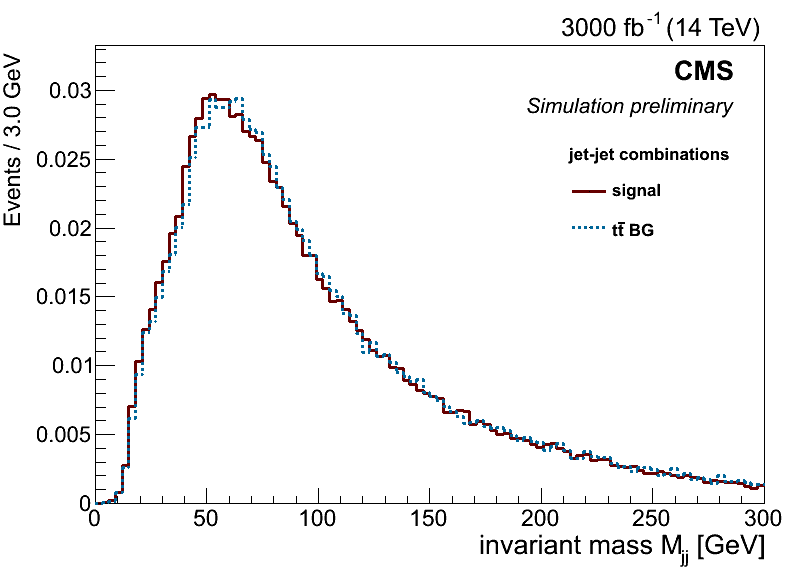 3000 fb⁻¹ (14 TeV)
CMS
Simulation preliminary
jet-jet combinations
signal
tt̄ BG
Events / 3.0 GeV
0.03
0.025
0.02
0.015
0.01
0.005
0
0 50 100 150 200 250 300
invariant mass Mjj [GeV]